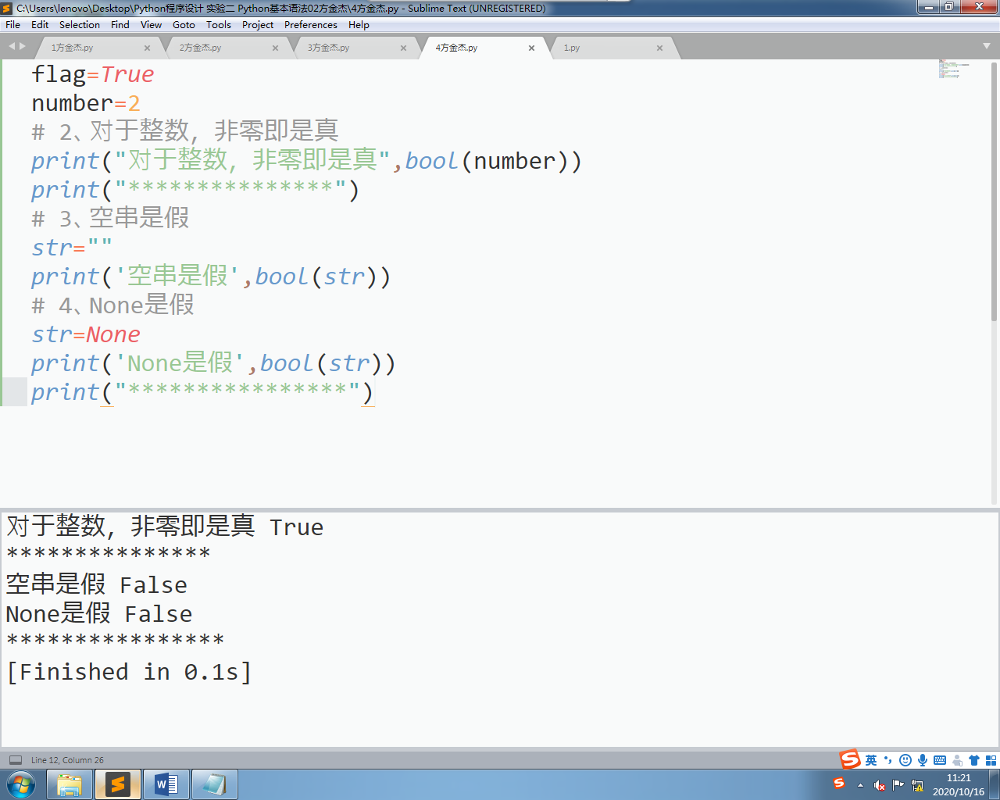 C:\Users\lenovo\Desktop\Python程序设计 实验二 Python基本语法02方金杰\4方金杰.py - Sublime Text (UNREGISTERED)
File Edit Selection Find View Goto Tools Project Preferences Help
1方金杰.py 2方金杰.py 3方金杰.py 4方金杰.py 1.py
flag=True
number=2
# 2、对于整数，非零即是真
print("对于整数，非零即是真",bool(number))
print("***************")
# 3、空串是假
str=""
print('空串是假',bool(str))
# 4、None是假
str=None
print('None是假',bool(str))
print("****************")
对于整数，非零即是真 True
***************
空串是假 False
None是假 False
****************
[Finished in 0.1s]
Line 12, Column 26
英
11:21
2020/10/16